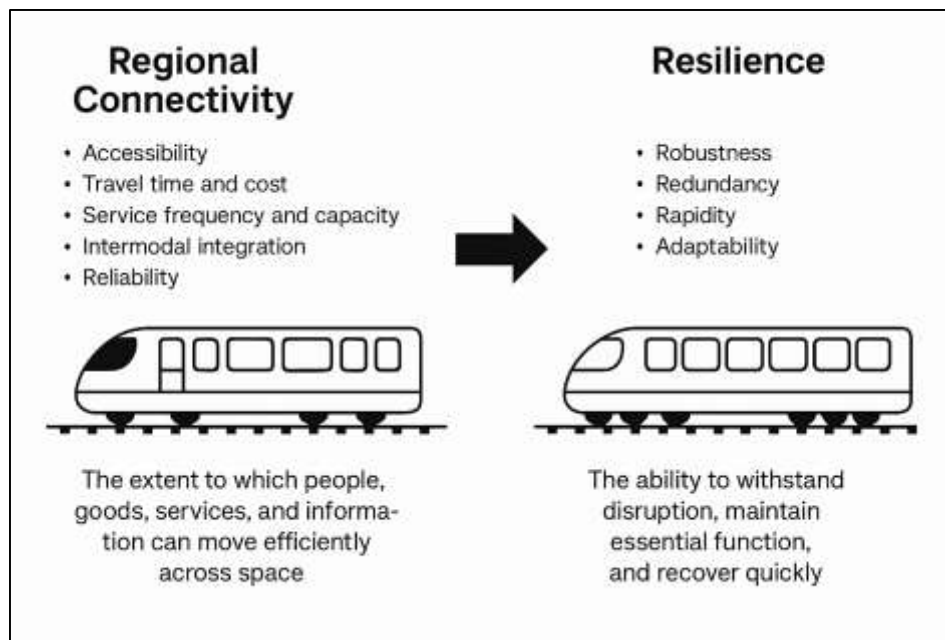 Regional
Connectivity
• Accessibility
• Travel time and cost
• Service frequency and capacity
• Intermodal integration
• Reliability
The extent to which people,
goods, services, and informa-
tion can move efficiently
across space
Resilience
• Robustness
• Redundancy
• Rapidity
• Adaptability
The ability to withstand
disruption, maintain
essential function,
and recover quickly